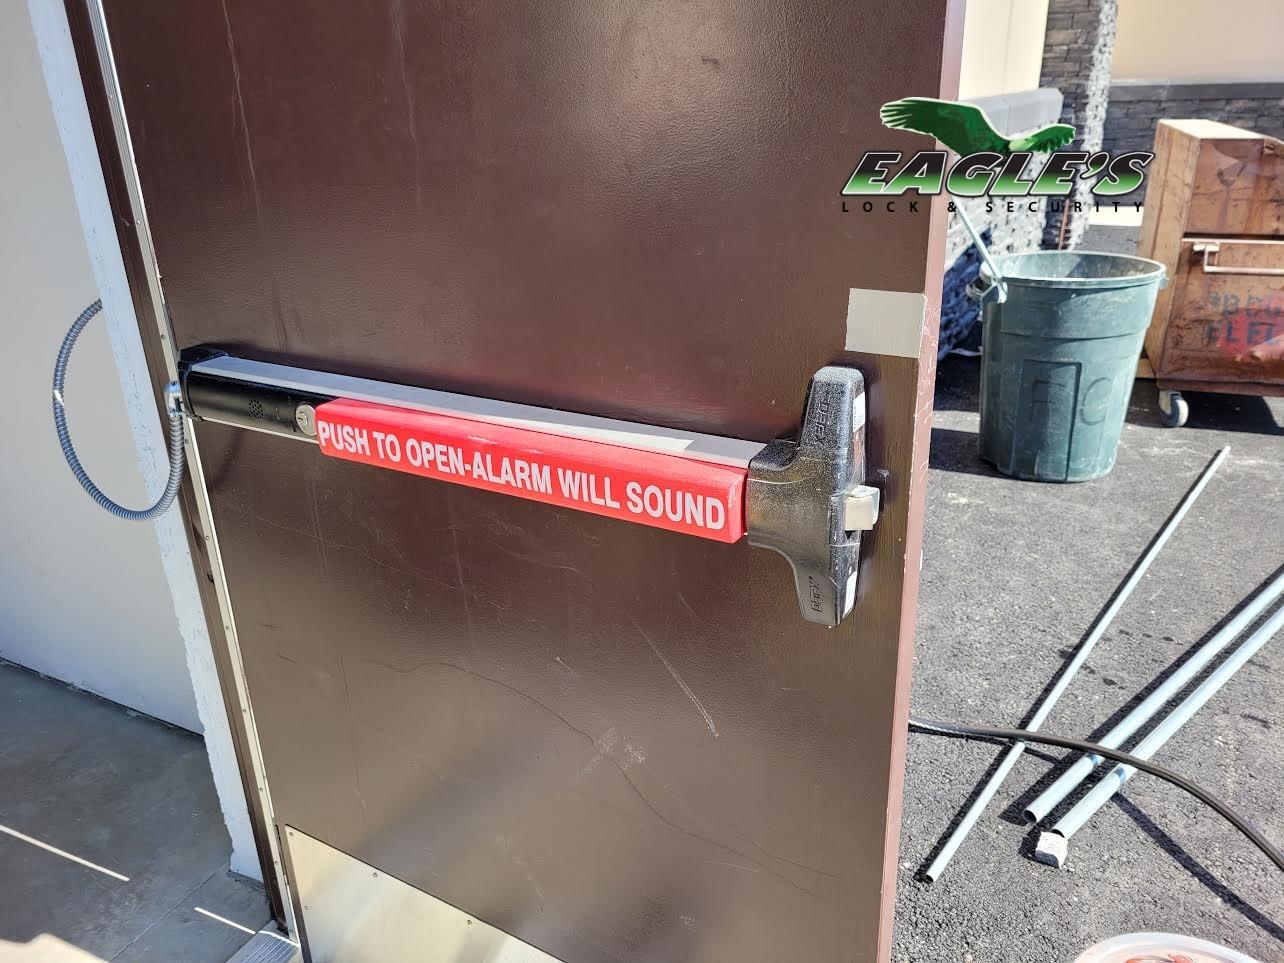 EAGLE'S
LOCK & SECURITY
PUSH TO OPEN-ALARM WILL SOUND